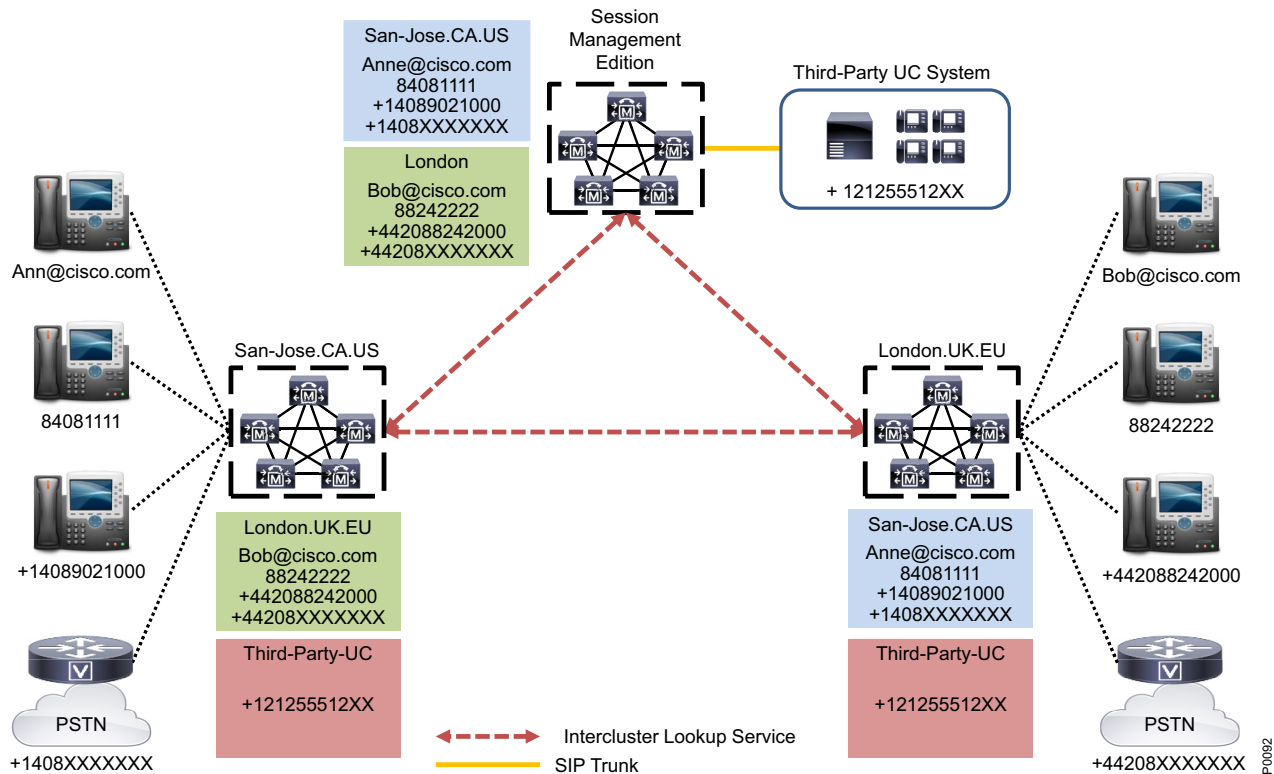 Session
Management
Edition
San-Jose.CA.US
Anne@cisco.com
84081111
+14089021000
+1408XXXXXXX
London
Bob@cisco.com
88242222
+442088242000
+44208XXXXXXX
M
M
M
M
M
Third-Party UC System
+ 121255512XX
Ann@cisco.com
84081111
+14089021000
V
PSTN
+1408XXXXXXX
San-Jose.CA.US
M
M
M
M
M
London.UK.EU
Bob@cisco.com
88242222
+442088242000
+44208XXXXXXX
Third-Party-UC
+121255512XX
London.UK.EU
M
M
M
M
M
San-Jose.CA.US
Anne@cisco.com
84081111
+14089021000
+1408XXXXXXX
Third-Party-UC
+121255512XX
Bob@cisco.com
88242222
+442088242000
V
PSTN
+44208XXXXXXX
Intercluster Lookup Service
SIP Trunk
P0092